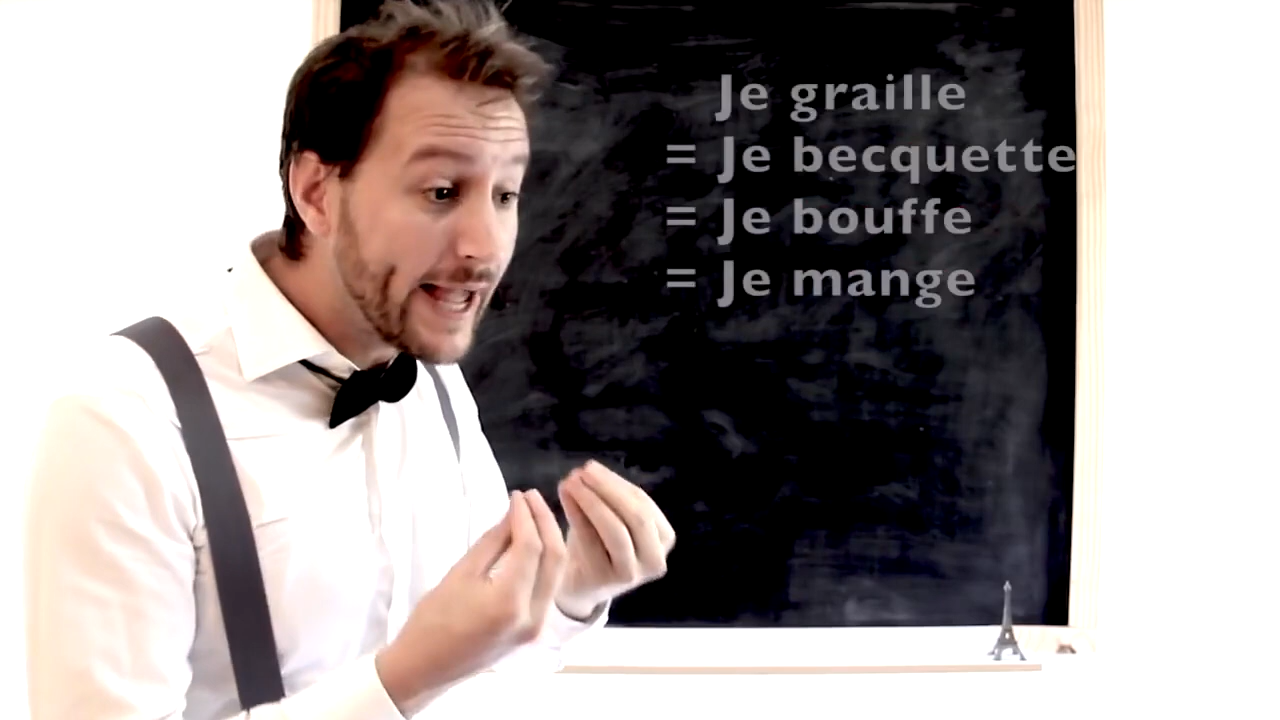 Je graille
= Je becquette
= Je bouffe
= Je mange